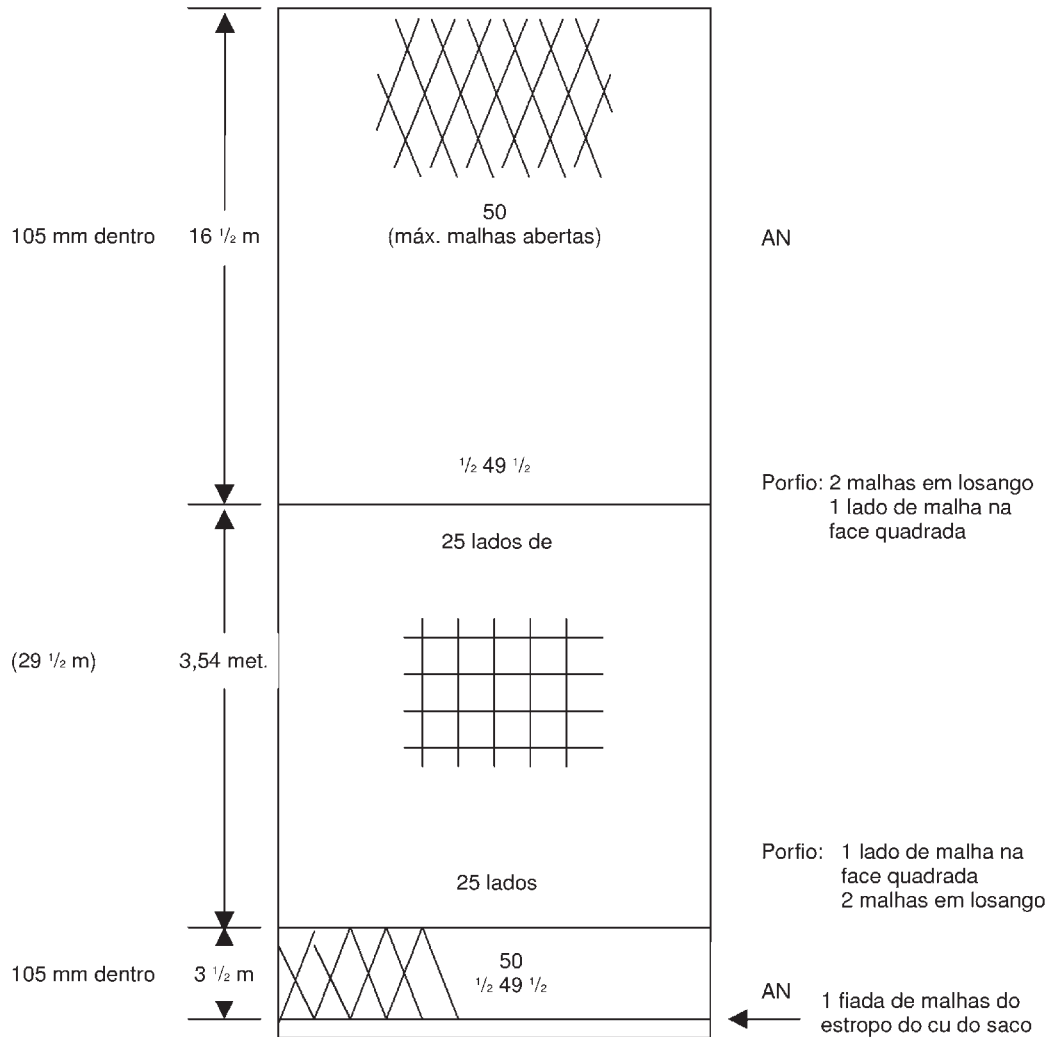 105 mm dentro
16 ½ m
50
(máx. malhas abertas)
AN
½ 49 ½
Porfio: 2 malhas em losango
1 lado de malha na
face quadrada
25 lados de
(29 ½ m)
3,54 met.
25 lados
Porfio: 1 lado de malha na
face quadrada
2 malhas em losango
105 mm dentro
3 ½ m
50
½ 49 ½
AN
1 fiada de malhas do
estropo do cu do saco